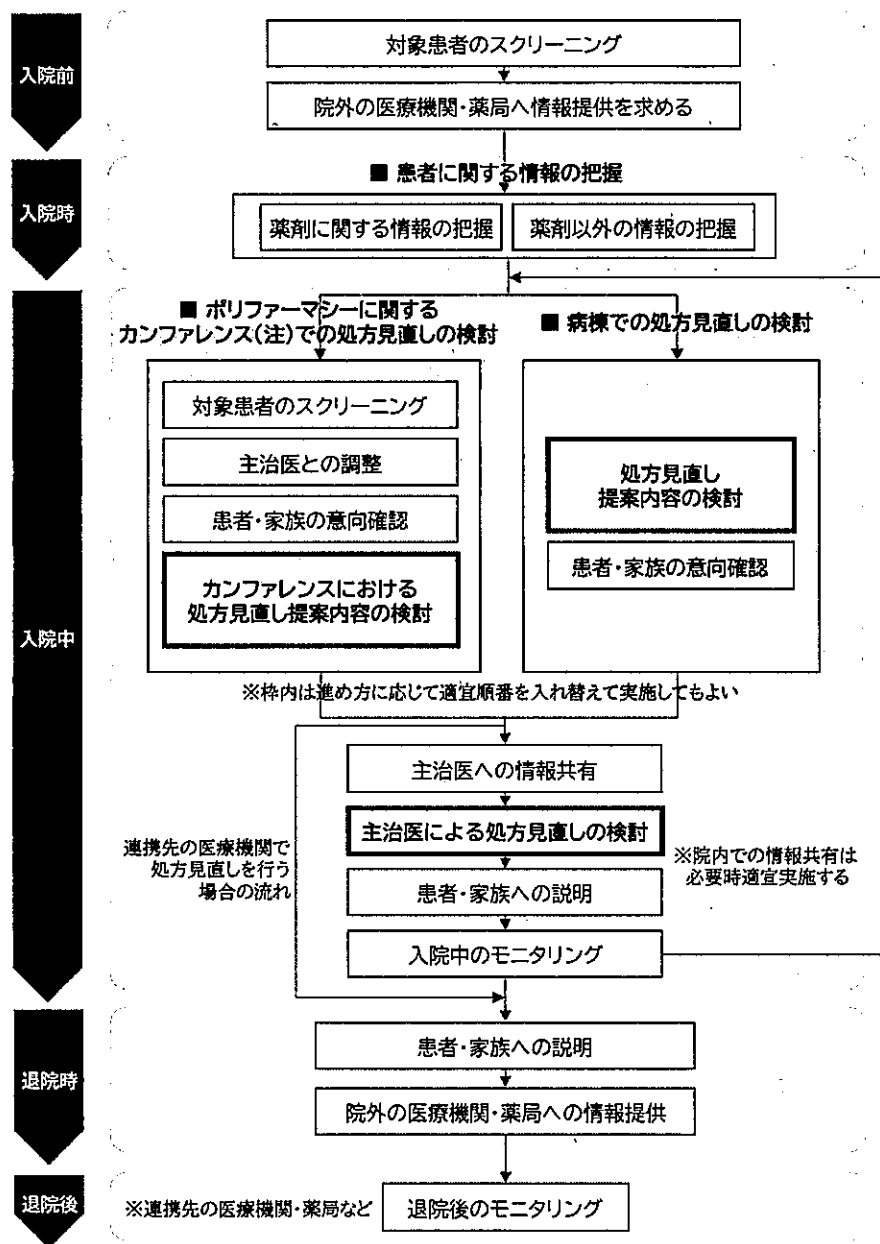 入院前
対象患者のスクリーニング
院外の医療機関・薬局へ情報提供を求める
入院時
■ 患者に関する情報の把握
薬剤に関する情報の把握
薬剤以外の情報の把握
入院中
■ ポリファーマシーに関する
カンファレンス(注)での処方見直しの検討
対象患者のスクリーニング
主治医との調整
患者・家族の意向確認
カンファレンスにおける
処方見直し提案内容の検討
■ 病棟での処方見直しの検討
処方見直し
提案内容の検討
患者・家族の意向確認
※枠内は進め方に応じて適宜順番を入れ替えて実施してもよい
主治医への情報共有
主治医による処方見直しの検討
患者・家族への説明
入院中のモニタリング
連携先の医療機関で
処方見直しを行う
場合の流れ
※院内での情報共有は
必要時適宜実施する
退院時
患者・家族への説明
院外の医療機関・薬局への情報提供
退院後
※連携先の医療機関・薬局など
退院後のモニタリング